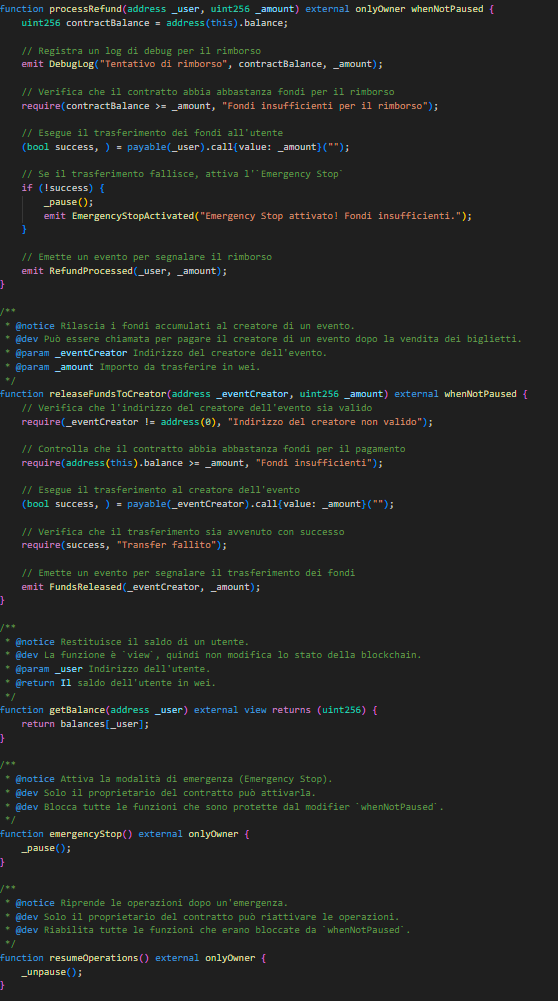 function processRefund(address _user, uint256 _amount) external onlyOwner whenNotPaused {
    uint256 contractBalance = address(this).balance;

    // Registra un log di debug per il rimborso
    emit DebugLog("Tentativo di rimborso", contractBalance, _amount);

    // Verifica che il contratto abbia abbastanza fondi per il rimborso
    require(contractBalance >= _amount, "Fondi insufficienti per il rimborso");

    // Esegue il trasferimento dei fondi all'utente
    (bool success, ) = payable(_user).call{value: _amount}("");

    // Se il trasferimento fallisce, attiva l'`Emergency Stop`
    if (!success) {
        _pause();
        emit EmergencyStopActivated("Emergency Stop attivato! Fondi insufficienti.");
    }

    // Emette un evento per segnalare il rimborso
    emit RefundProcessed(_user, _amount);
}

/**
 * @notice Rilascia i fondi accumulati al creatore di un evento.
 * @dev Può essere chiamata per pagare il creatore di un evento dopo la vendita dei biglietti.
 * @param _eventCreator Indirizzo del creatore dell'evento.
 * @param _amount Importo da trasferire in wei.
 */
function releaseFundsToCreator(address _eventCreator, uint256 _amount) external whenNotPaused {
    // Verifica che l'indirizzo del creatore dell'evento sia valido
    require(_eventCreator != address(0), "Indirizzo del creatore non valido");

    // Controlla che il contratto abbia abbastanza fondi per il pagamento
    require(address(this).balance >= _amount, "Fondi insufficienti");

    // Esegue il trasferimento al creatore dell'evento
    (bool success, ) = payable(_eventCreator).call{value: _amount}("");

    // Verifica che il trasferimento sia avvenuto con successo
    require(success, "Transfer fallito");

    // Emette un evento per segnalare il trasferimento dei fondi
    emit FundsReleased(_eventCreator, _amount);
}

/**
 * @notice Restituisce il saldo di un utente.
 * @dev La funzione è `view`, quindi non modifica lo stato della blockchain.
 * @param _user Indirizzo dell'utente.
 * @return Il saldo dell'utente in wei.
 */
function getBalance(address _user) external view returns (uint256) {
    return balances[_user];
}

/**
 * @notice Attiva la modalità di emergenza (Emergency Stop).
 * @dev Solo il proprietario del contratto può attivarla.
 * @dev Blocca tutte le funzioni che sono protette dal modifier `whenNotPaused`.
 */
function emergencyStop() external onlyOwner {
    _pause();
}

/**
 * @notice Riprende le operazioni dopo un'emergenza.
 * @dev Solo il proprietario del contratto può riattivare le operazioni.
 * @dev Riabilita tutte le funzioni che erano bloccate da `whenNotPaused`.
 */
function resumeOperations() external onlyOwner {
    _unpause();
}